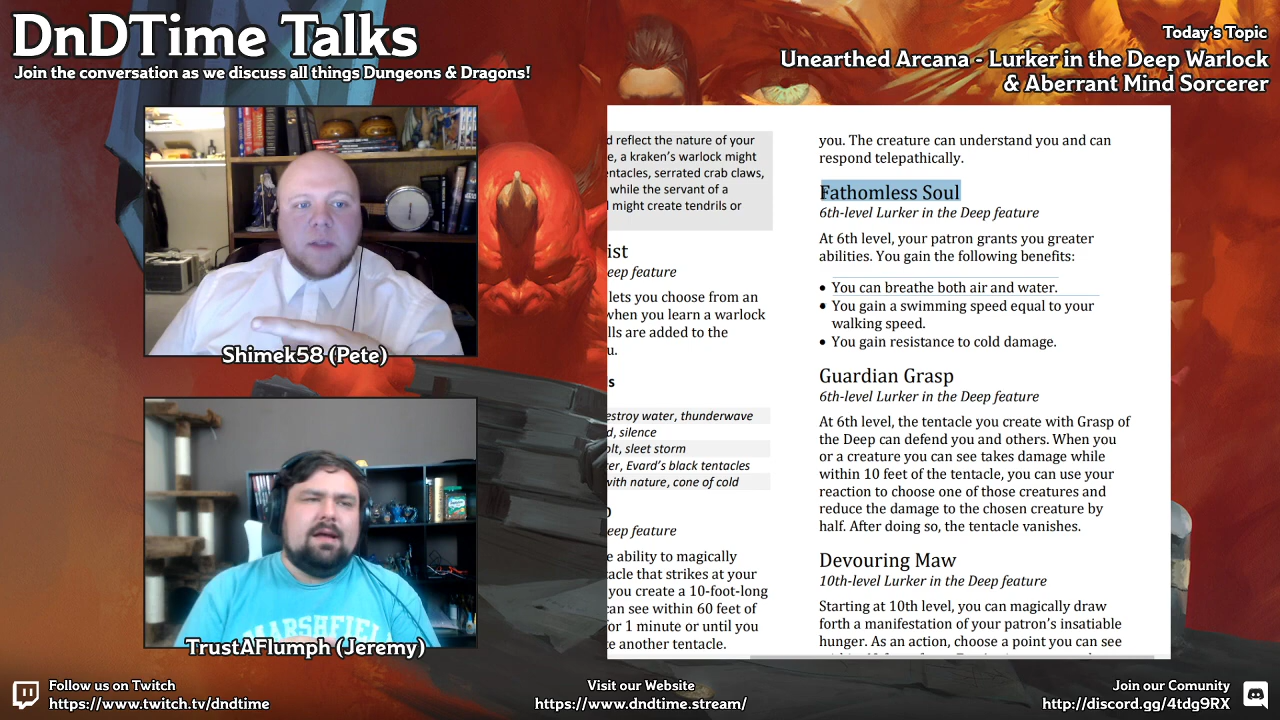 DnDTime Talks
Join the conversation as we discuss all things Dungeons & Dragons!
Today's Topic
Unearthed Arcana - Lurker in the Deep Warlock
& Aberrant Mind Sorcerer
Shimek58 (Pete)
MARSHFIEL
TrustAFlumph (Jeremy)
d reflect the nature of your
e, a kraken's warlock might
entacles, serrated crab claws,
while the servant of a
l might create tendrils or
ist
eep feature
lets you choose from an
when you learn a warlock
lls are added to the
u.
s
estroy water, thunderwave
d, silence
olt, sleet storm
ter, Evard's black tentacles
with nature, cone of cold
eep feature
e ability to magically
tacle that strikes at your
you create a 10-foot-long
can see within 60 feet of
for 1 minute or until you
te another tentacle.
you. The creature can understand you and can
respond telepathically.
Fathomless Soul
6th-level Lurker in the Deep feature
At 6th level, your patron grants you greater
abilities. You gain the following benefits:
• You can breathe both air and water.
• You gain a swimming speed equal to your
walking speed.
• You gain resistance to cold damage.
Guardian Grasp
6th-level Lurker in the Deep feature
At 6th level, the tentacle you create with Grasp of
the Deep can defend you and others. When you
or a creature you can see takes damage while
within 10 feet of the tentacle, you can use your
reaction to choose one of those creatures and
reduce the damage to the chosen creature by
half. After doing so, the tentacle vanishes.
Devouring Maw
10th-level Lurker in the Deep feature
Starting at 10th level, you can magically draw
forth a manifestation of your patron's insatiable
hunger. As an action, choose a point you can see
Follow us on Twitch
https://www.twitch.tv/dndtime
Visit our Website
https://www.dndtime.stream/
Join our Comunity
http://discord.gg/4tdg9RX